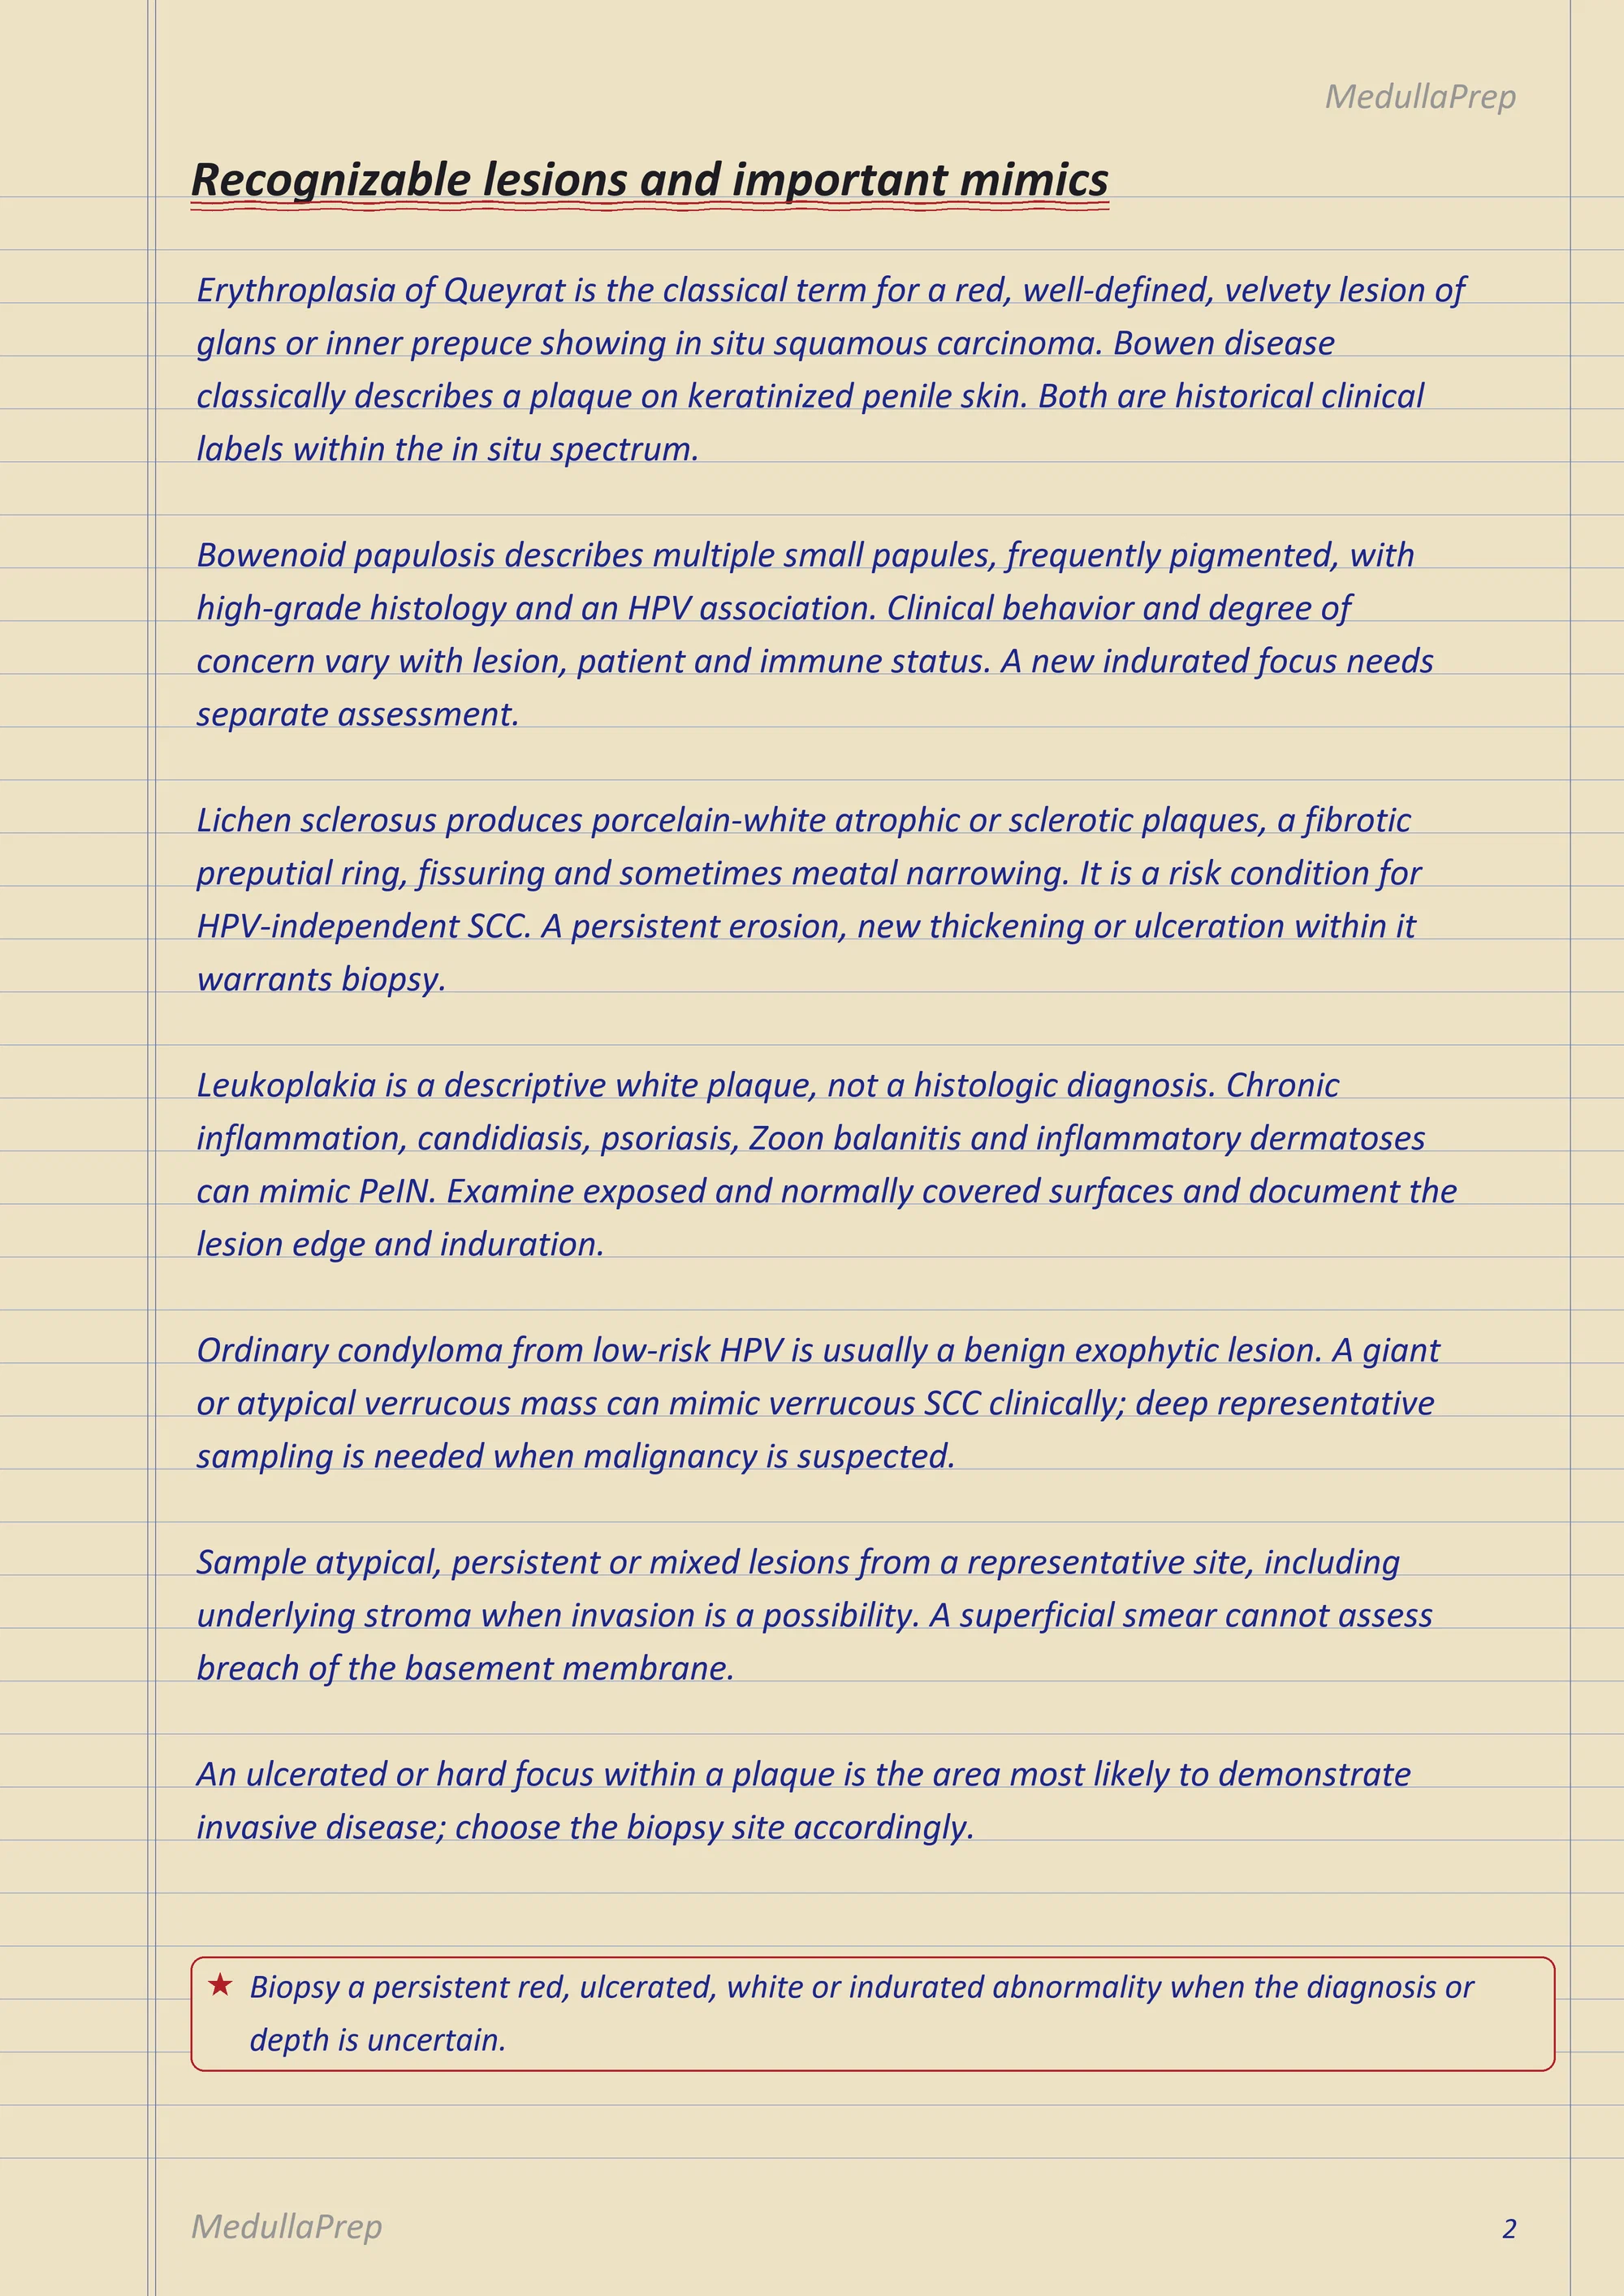 MedullaPrep
Recognizable lesions and important mimics
Erythroplasia of Queyrat is the classical term for a red, well-defined, velvety lesion of
glans or inner prepuce showing in situ squamous carcinoma. Bowen disease
classically describes a plaque on keratinized penile skin. Both are historical clinical
labels within the in situ spectrum.
Bowenoid papulosis describes multiple small papules, frequently pigmented, with
high-grade histology and an HPV association. Clinical behavior and degree of
concern vary with lesion, patient and immune status. A new indurated focus needs
separate assessment.
Lichen sclerosus produces porcelain-white atrophic or sclerotic plaques, a fibrotic
preputial ring, fissuring and sometimes meatal narrowing. It is a risk condition for
HPV-independent SCC. A persistent erosion, new thickening or ulceration within it
warrants biopsy.
Leukoplakia is a descriptive white plaque, not a histologic diagnosis. Chronic
inflammation, candidiasis, psoriasis, Zoon balanitis and inflammatory dermatoses
can mimic PeIN. Examine exposed and normally covered surfaces and document the
lesion edge and induration.
Ordinary condyloma from low-risk HPV is usually a benign exophytic lesion. A giant
or atypical verrucous mass can mimic verrucous SCC clinically; deep representative
sampling is needed when malignancy is suspected.
Sample atypical, persistent or mixed lesions from a representative site, including
underlying stroma when invasion is a possibility. A superficial smear cannot assess
breach of the basement membrane.
An ulcerated or hard focus within a plaque is the area most likely to demonstrate
invasive disease; choose the biopsy site accordingly.
★ Biopsy a persistent red, ulcerated, white or indurated abnormality when the diagnosis or
depth is uncertain.
MedullaPrep
2